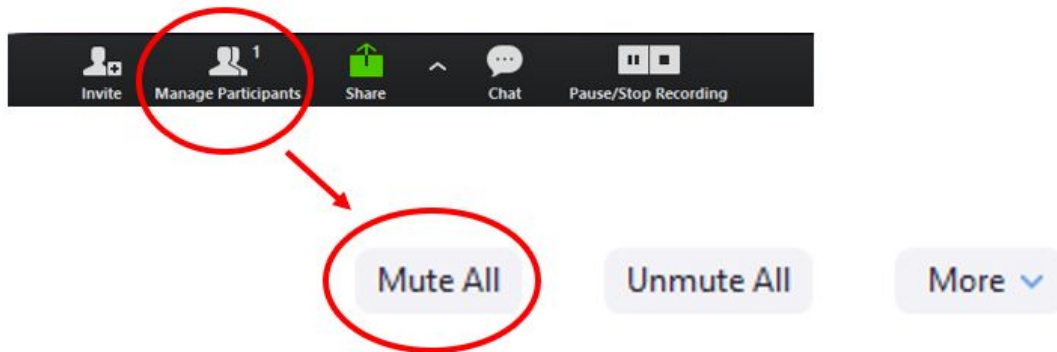 1
Invite Manage Participants Share Chat Pause/Stop Recording
Mute All Unmute All More